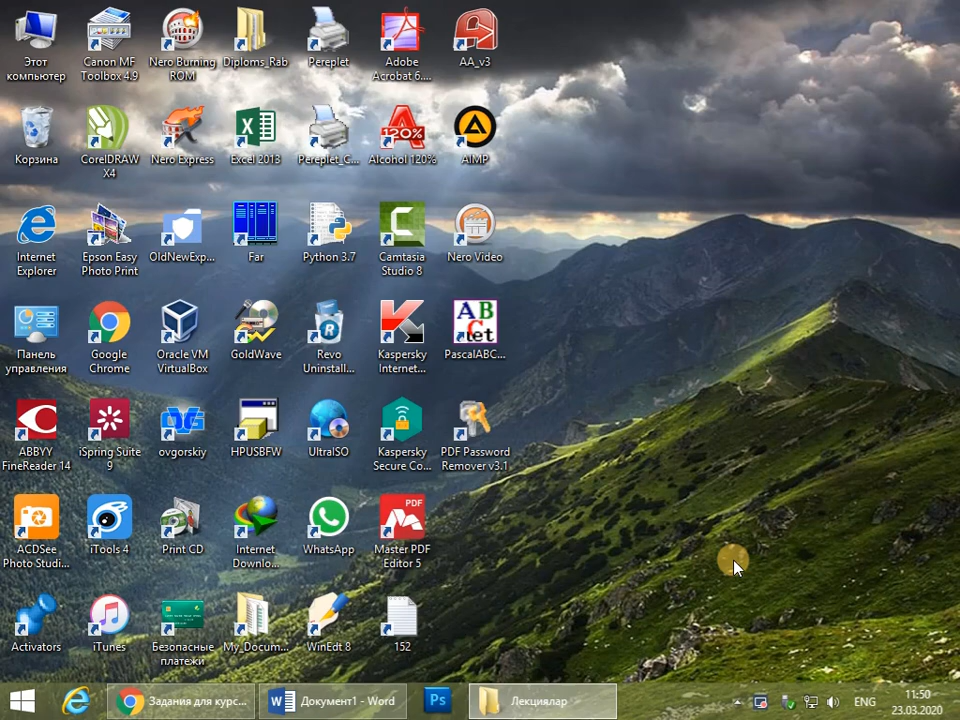 Этот
компьютер
Canon MF
Toolbox 4.9
Nero Burning
ROM
Diploms_Rab
Pereplet
Adobe
Acrobat 6....
AA_v3
Корзина
CorelDRAW
X4
Nero Express
Excel 2013
Pereplet_C...
120%
Alcohol 120%
AIMP
Internet
Explorer
Epson Easy
Photo Print
OldNewExp...
Far
Python 3.7
Camtasia
Studio 8
Nero Video
Панель
управления
Google
Chrome
Oracle VM
VirtualBox
GoldWave
Revo
Uninstall...
Kaspersky
Internet...
A B
C et
PascalABC...
ABBYY
FineReader 14
iSpring Suite
9
OVG
ovgorskiy
HPUSBFW
UltraISO
Kaspersky
Secure Co...
PDF Password
Remover v3.1
ACDSee
Photo Studi...
iTools 4
Print CD
Internet
Downlo...
WhatsApp
PDF
Master PDF
Editor 5
Activators
iTunes
Безопасные
платежи
My_Docum...
WinEdt 8
152
Задания для курс...
Документ1 - Word
Ps
Лекциялар
ENG
11:50
23.03.2020